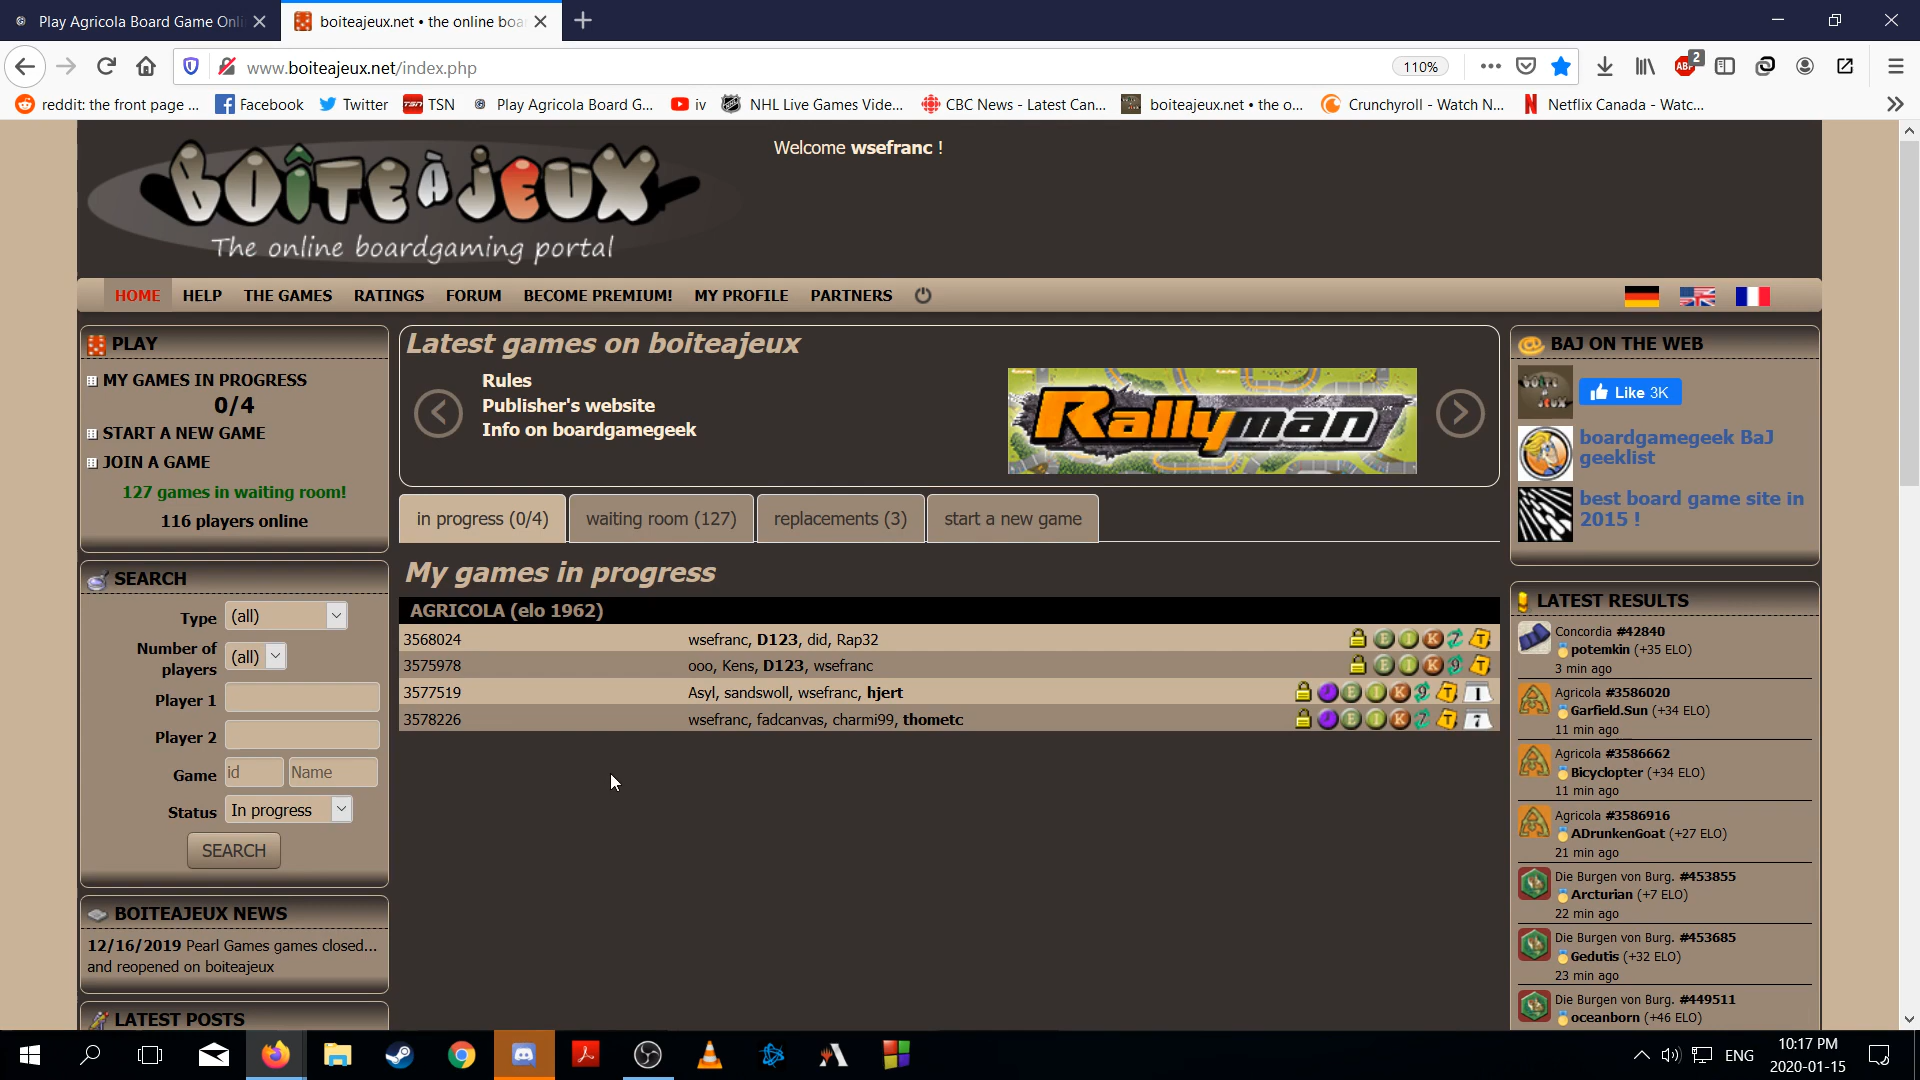 Play Agricola Board Game Onli
boiteajeux.net • the online boa
www.boiteajeux.net/index.php
110%
2
ABP
reddit: the front page ...
Facebook
Twitter
TSN
Play Agricola Board G...
iv
NHL Live Games Vide...
CBC News - Latest Can...
boiteajeux.net • the o...
Crunchyroll - Watch N...
Netflix Canada - Watc...
BOÎTEÀJEUX
The online boardgaming portal
Welcome wsefranc !
HOME
HELP
THE GAMES
RATINGS
FORUM
BECOME PREMIUM!
MY PROFILE
PARTNERS
PLAY
MY GAMES IN PROGRESS
0/4
START A NEW GAME
JOIN A GAME
127 games in waiting room!
116 players online
SEARCH
Type (all)
Number of
players (all)
Player 1
Player 2
Game id Name
Status In progress
SEARCH
BOITEAJEUX NEWS
12/16/2019 Pearl Games games closed...
and reopened on boiteajeux
LATEST POSTS
Latest games on boiteajeux
Rules
Publisher's website
Info on boardgamegeek
Rallyman
in progress (0/4)
waiting room (127)
replacements (3)
start a new game
My games in progress
AGRICOLA (elo 1962)
3568024 wsefranc, D123, did, Rap32 E I K Z T
3575978 ooo, Kens, D123, wsefranc E I K 9 T
3577519 Asyl, sandswoll, wsefranc, hjert E I K 9 T 1
3578226 wsefranc, fadcanvas, charmi99, thometc E I K Z T 7
BAJ ON THE WEB
Like 3K
boardgamegeek BaJ
geeklist
best board game site in
2015 !
LATEST RESULTS
Concordia #42840
potemkin (+35 ELO)
3 min ago
Agricola #3586020
Garfield.Sun (+34 ELO)
11 min ago
Agricola #3586662
Bicyclopter (+34 ELO)
11 min ago
Agricola #3586916
ADrunkenGoat (+27 ELO)
21 min ago
Die Burgen von Burg. #453855
Arcturian (+7 ELO)
22 min ago
Die Burgen von Burg. #453685
Gedutis (+32 ELO)
23 min ago
Die Burgen von Burg. #449511
oceanborn (+46 ELO)
ENG
10:17 PM
2020-01-15